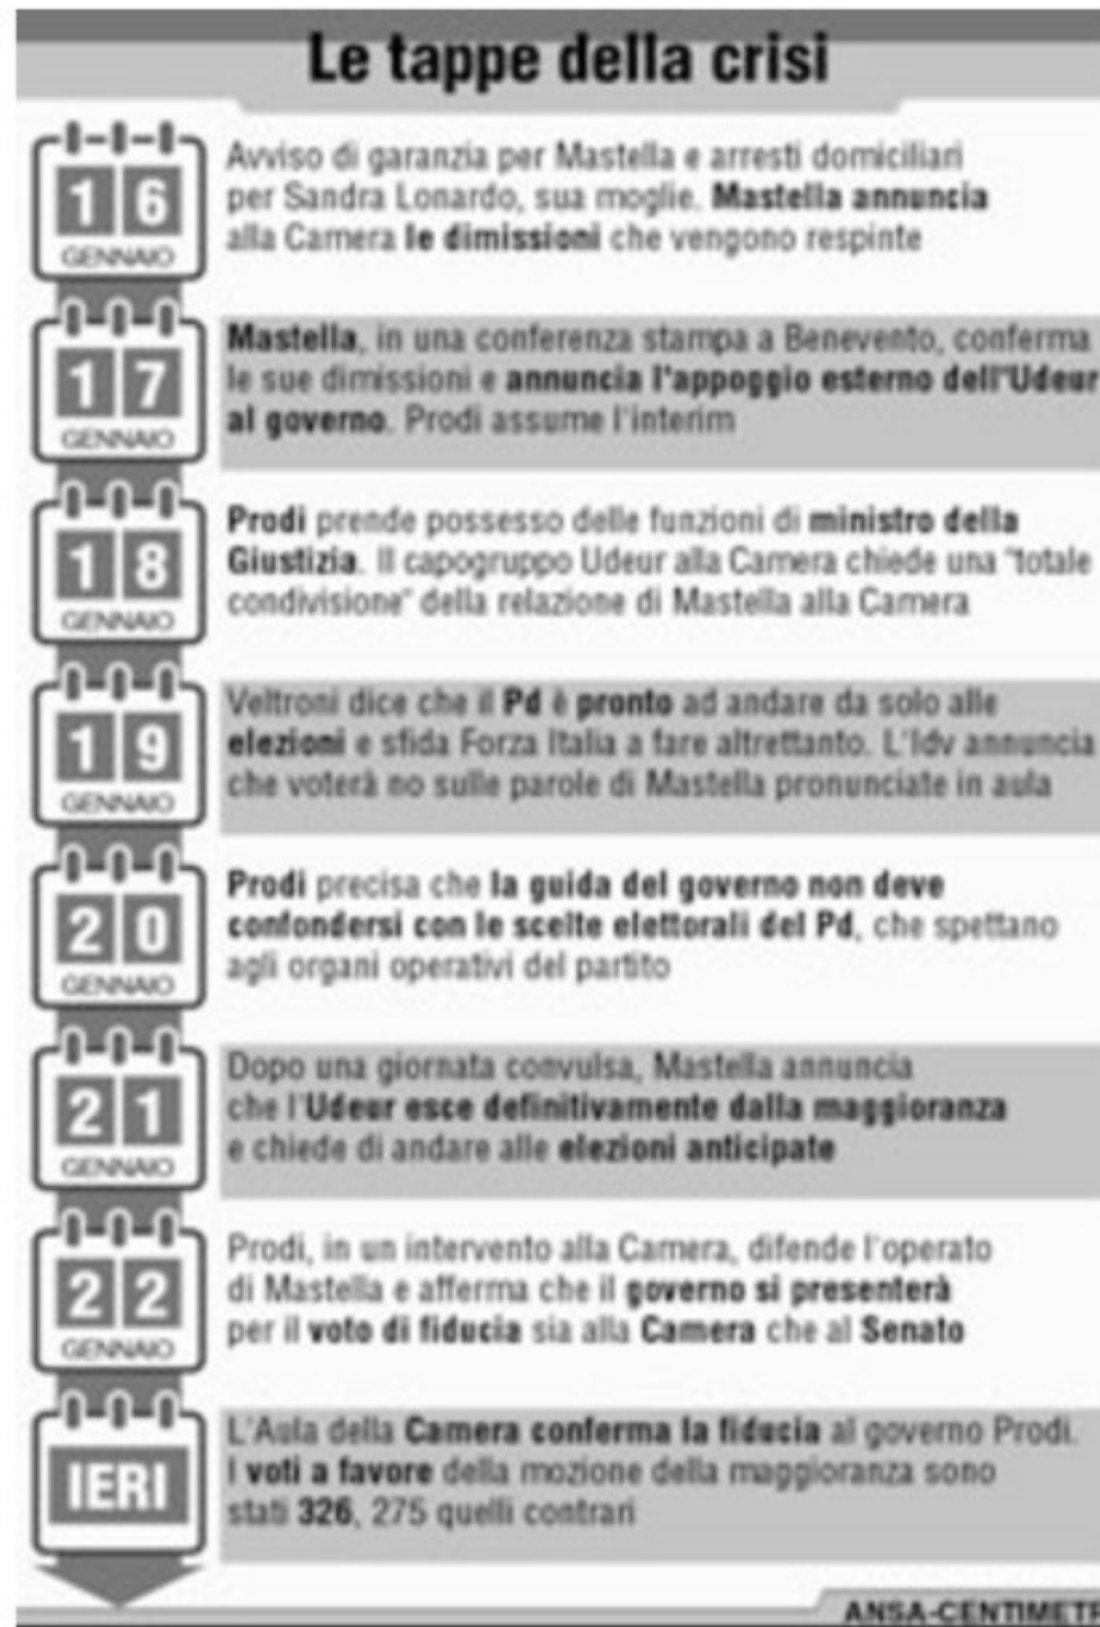 Le tappe della crisi
16
GENNAIO
Avviso di garanzia per Mastella e arresti domiciliari
per Sandra Lonardo, sua moglie. Mastella annuncia
alla Camera le dimissioni che vengono respinte
17
GENNAIO
Mastella, in una conferenza stampa a Benevento, conferma
le sue dimissioni e annuncia l'appoggio esterno dell'Udeur
al governo. Prodi assume l'interim
18
GENNAIO
Prodi prende possesso delle funzioni di ministro della
Giustizia. Il capogruppo Udeur alla Camera chiede una "totale
condivisione" della relazione di Mastella alla Camera
19
GENNAIO
Veltroni dice che il Pd è pronto ad andare da solo alle
elezioni e sfida Forza Italia a fare altrettanto. L'Idv annuncia
che voterà no sulle parole di Mastella pronunciate in aula
20
GENNAIO
Prodi precisa che la guida del governo non deve
confondersi con le scelte elettorali del Pd, che spettano
agli organi operativi del partito
21
GENNAIO
Dopo una giornata convulsa, Mastella annuncia
che l'Udeur esce definitivamente dalla maggioranza
e chiede di andare alle elezioni anticipate
22
GENNAIO
Prodi, in un intervento alla Camera, difende l'operato
di Mastella e afferma che il governo si presenterà
per il voto di fiducia sia alla Camera che al Senato
IERI
L'Aula della Camera conferma la fiducia al governo Prodi.
I voti a favore della mozione della maggioranza sono
stati 326, 275 quelli contrari
ANSA-CENTIMETR